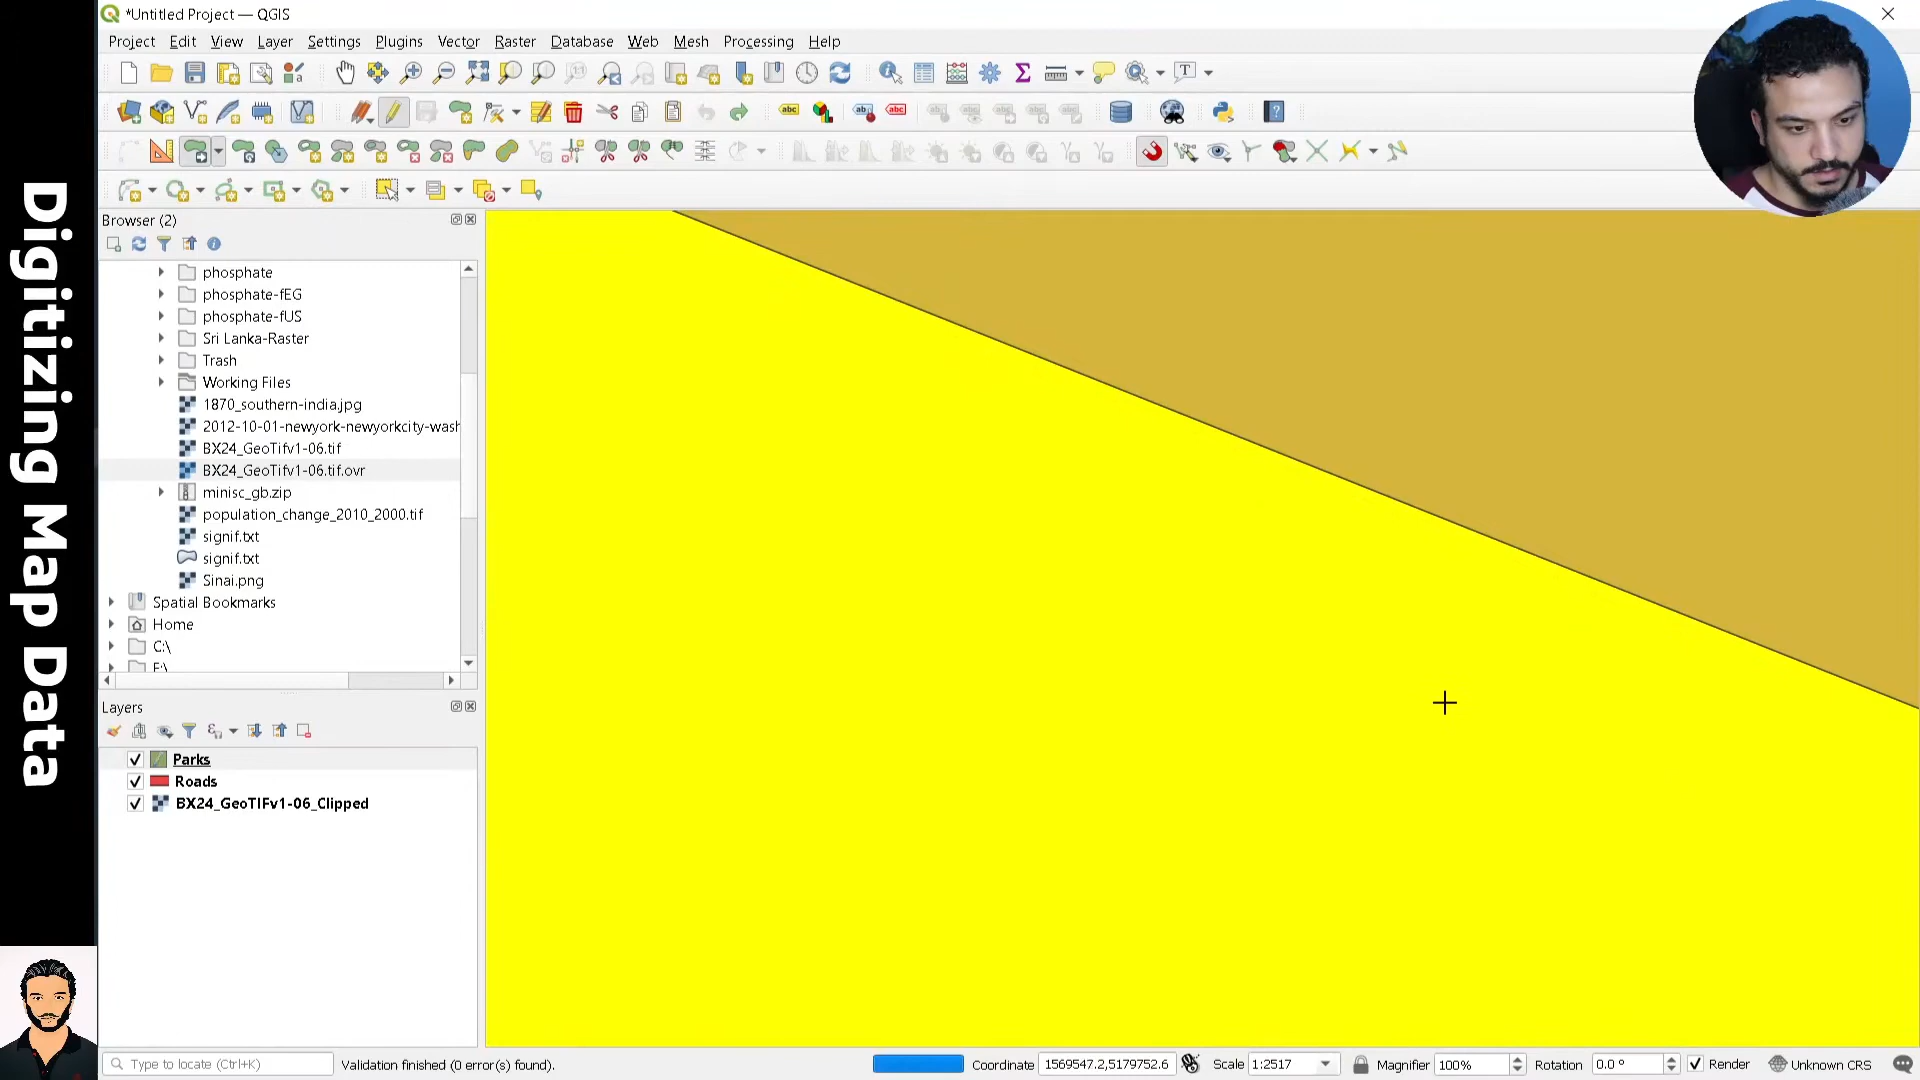 *Untitled Project — QGIS
Project Edit View Layer Settings Plugins Vector Raster Database Web Mesh Processing Help
Digitizing Map Data
Browser (2)
phosphate
phosphate-fEG
phosphate-fUS
Sri Lanka-Raster
Trash
Working Files
1870_southern-india.jpg
2012-10-01-newyork-newyorkcity-wash
BX24_GeoTifv1-06.tif
BX24_GeoTifv1-06.tif.ovr
minisc_gb.zip
population_change_2010_2000.tif
signif.txt
signif.txt
Sinai.png
Spatial Bookmarks
Home
C:\
Layers
Parks
Roads
BX24_GeoTIFv1-06_Clipped
Type to locate (Ctrl+K) Validation finished (0 error(s) found). Coordinate 1569547.2,5179752.6 Scale 1:2517 Magnifier 100% Rotation 0.0 ° Render Unknown CRS